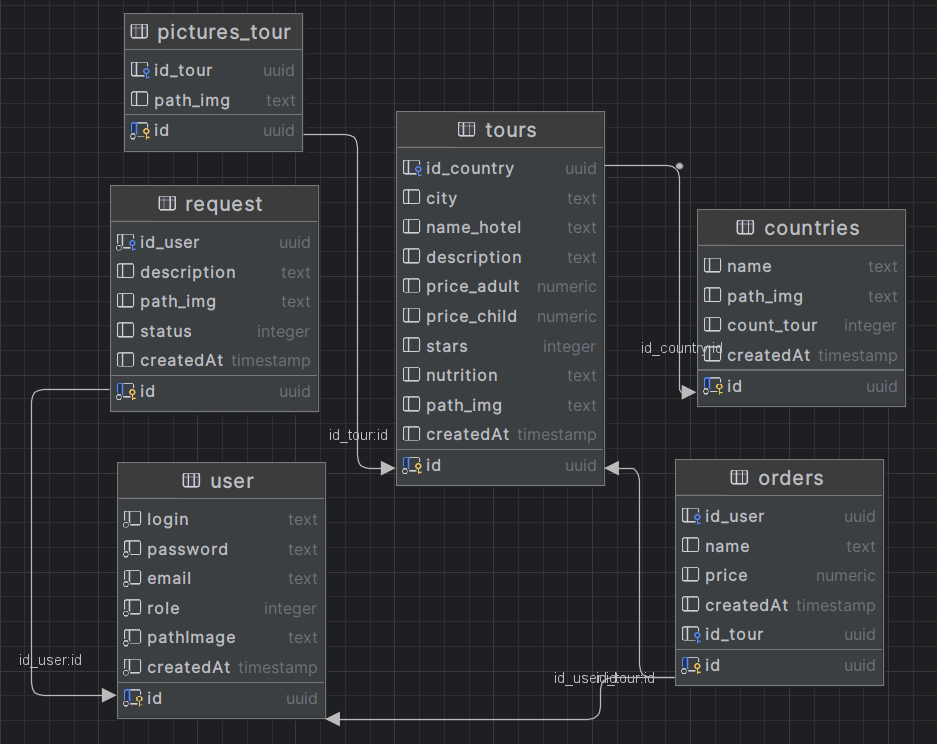 pictures_tour
id_tour uuid
path_img text
id uuid
request
id_user uuid
description text
path_img text
status integer
createdAt timestamp
id uuid
user
login text
password text
email text
role integer
pathImage text
createdAt timestamp
id uuid
tours
id_country uuid
city text
name_hotel text
description text
price_adult numeric
price_child numeric
stars integer
nutrition text
path_img text
createdAt timestamp
id uuid
countries
name text
path_img text
count_tour integer
createdAt timestamp
id uuid
orders
id_user uuid
name text
price numeric
createdAt timestamp
id_tour uuid
id uuid
id_country:id
id_tour:id
id_user:id
id_user:id
id_tour:id